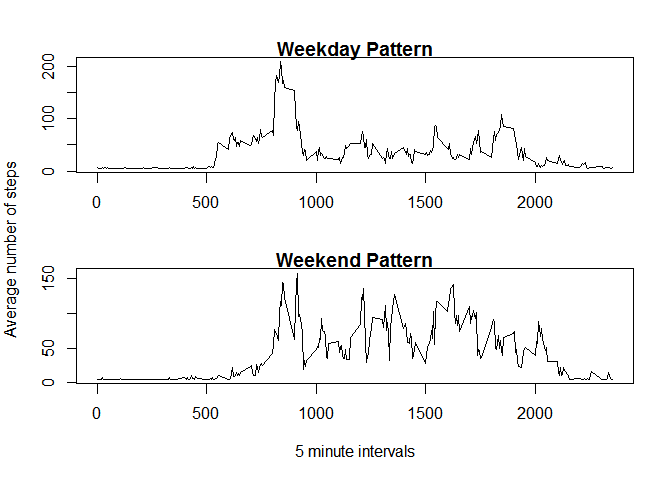 Weekday Pattern
200
100
0
0 500 1000 1500 2000
Average number of steps
Weekend Pattern
150
50
0
0 500 1000 1500 2000
5 minute intervals